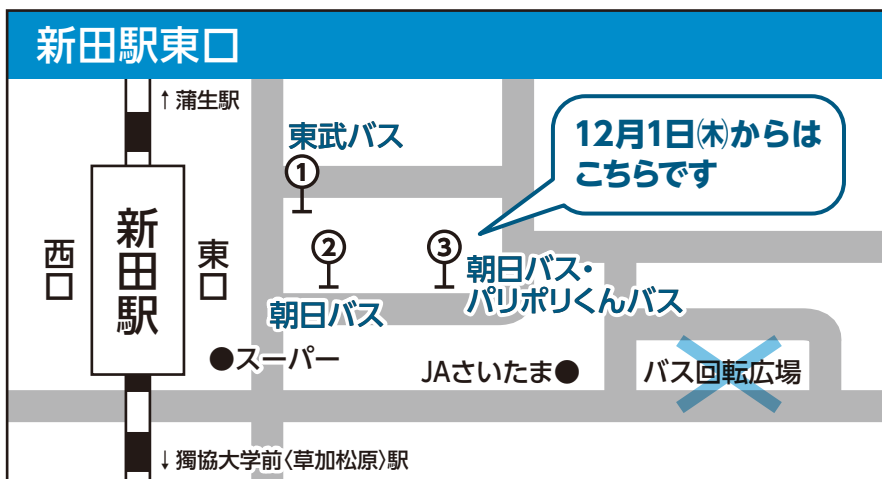 新田駅東口
↑蒲生駅
東武バス
12月1日㈭からは
こちらです
①
西口
新田駅
東口
②
③
朝日バス・
パリポリくんバス
朝日バス
●スーパー
JAさいたま●
バス回転広場
↓獨協大学前〈草加松原〉駅